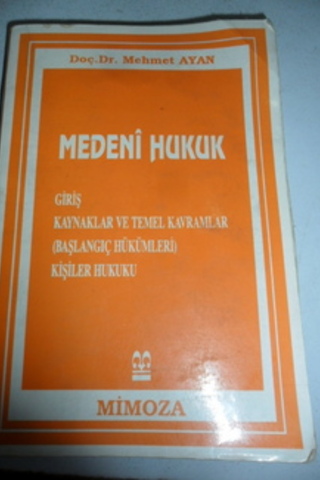 Doç.Dr. Mehmet AYAN
MEDENÎ HUKUK
GİRİŞ
KAYNAKLAR VE TEMEL KAVRAMLAR
(BAŞLANGIÇ HÜKÜMLERİ)
KİŞİLER HUKUKU
MİMOZA